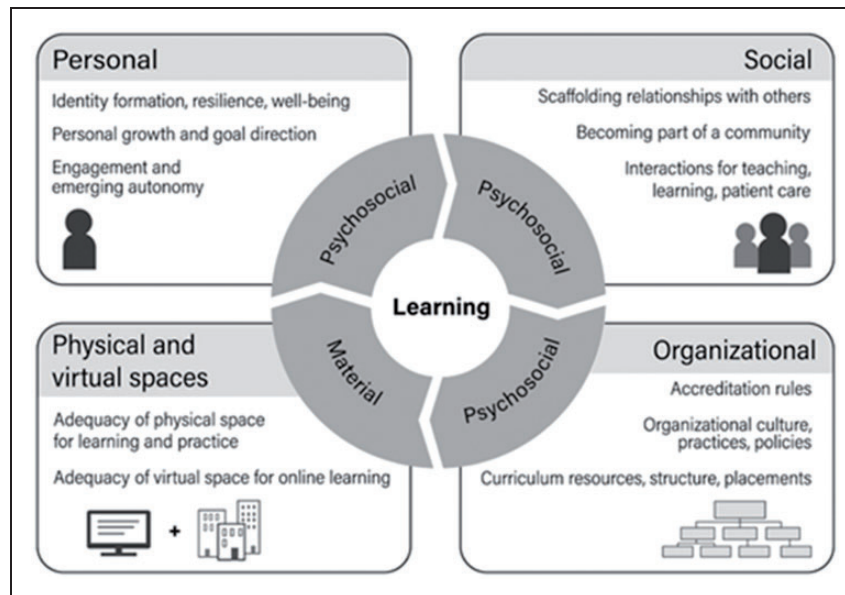 Personal
Identity formation, resilience, well-being
Personal growth and goal direction
Engagement and
emerging autonomy
Social
Scaffolding relationships with others
Becoming part of a community
Interactions for teaching,
learning, patient care
Psychosocial
Psychosocial
Learning
Material
Psychosocial
Physical and
virtual spaces
Adequacy of physical space
for learning and practice
Adequacy of virtual space for online learning
+
Organizational
Accreditation rules
Organizational culture,
practices, policies
Curriculum resources, structure, placements